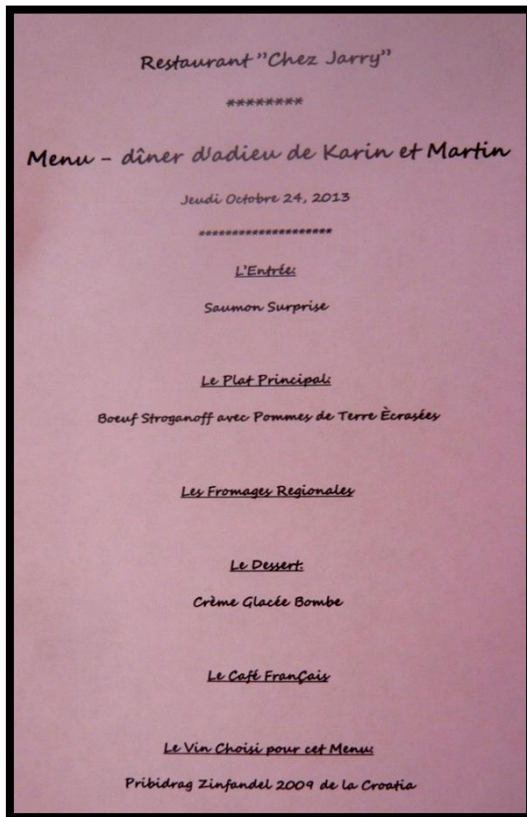 Restaurant "Chez Jarry"
********
Menu - dîner d'adieu de Karin et Martin
Jeudi Octobre 24, 2013
********************
L'Entrée:
Saumon Surprise
Le Plat Principal:
Boeuf Stroganoff avec Pommes de Terre Ècrasées
Les Fromages Regionales
Le Dessert:
Crème Glacée Bombe
Le Café FranÇais
Le Vin Choisi pour cet Menu:
Pribidrag Zinfandel 2009 de la Croatia